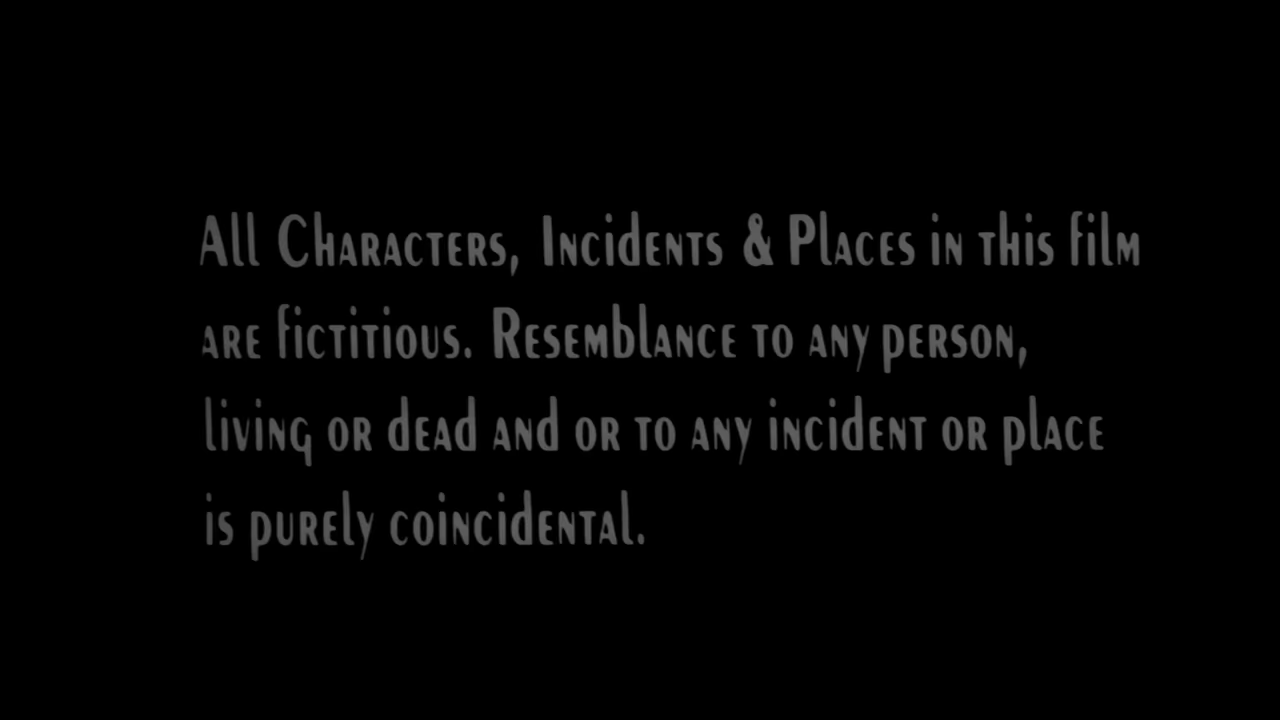 All Characters, Incidents & Places in this film
are fictitious. Resemblance to any person,
living or dead and or to any incident or place
is purely coincidental.